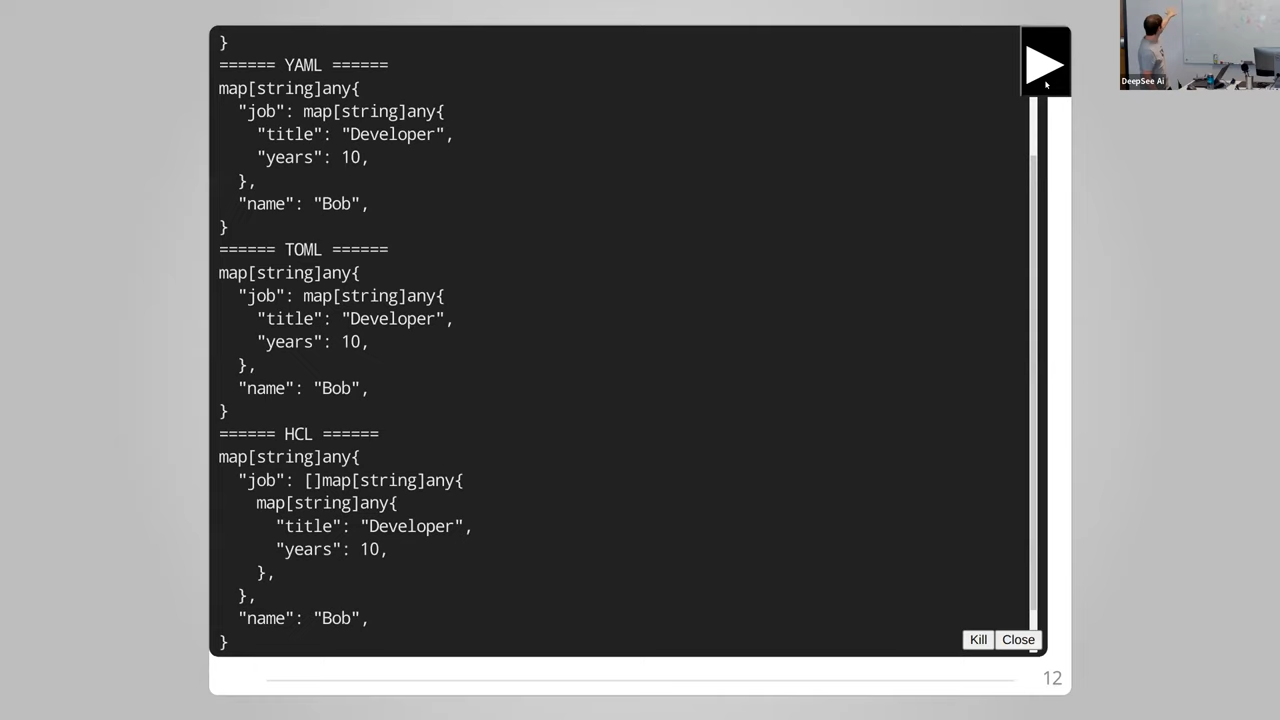 }
====== YAML ======
map[string]any{
  "job": map[string]any{
    "title": "Developer",
    "years": 10,
  },
  "name": "Bob",
}
====== TOML ======
map[string]any{
  "job": map[string]any{
    "title": "Developer",
    "years": 10,
  },
  "name": "Bob",
}
====== HCL ======
map[string]any{
  "job": []map[string]any{
    map[string]any{
      "title": "Developer",
      "years": 10,
    },
  },
  "name": "Bob",
}
Kill Close
12
DeepSee Ai